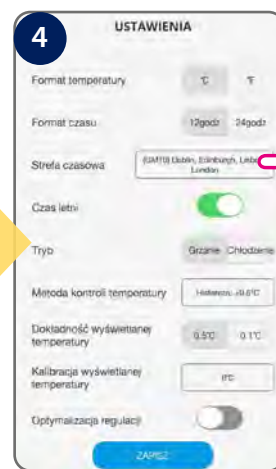 4
USTAWIENIA
Format temperatury °C °F
Format czasu 12godz 24godz
Strefa czasowa (GMT0) Dublin, Edinburgh,
London
Czas letni
Tryb Grzanie Chłodzenie
Metoda kontroli temperatury Histereza ±0.5°C
Dokładność wyświetlanej
temperatury 0.5°C 0.1°C
Kalibracja wyświetlanej
temperatury 0°C
Optymalizacja regulacji
ZAPISZ